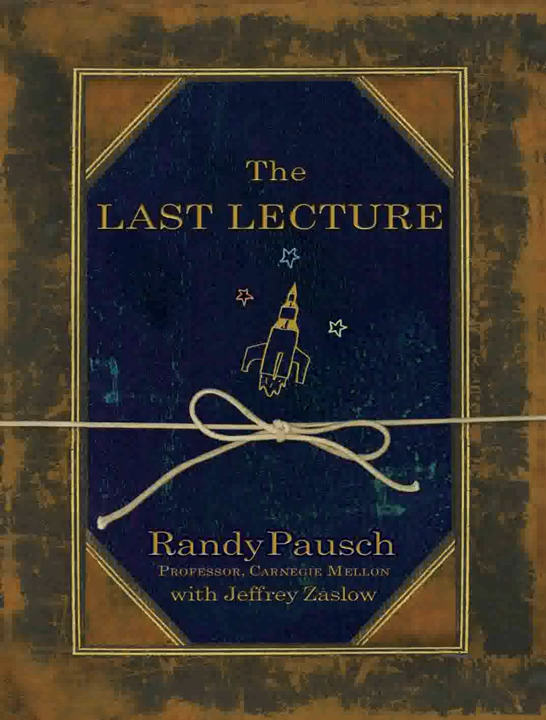 The
LAST LECTURE
Randy Pausch
PROFESSOR, CARNEGIE MELLON
with Jeffrey Zaslow